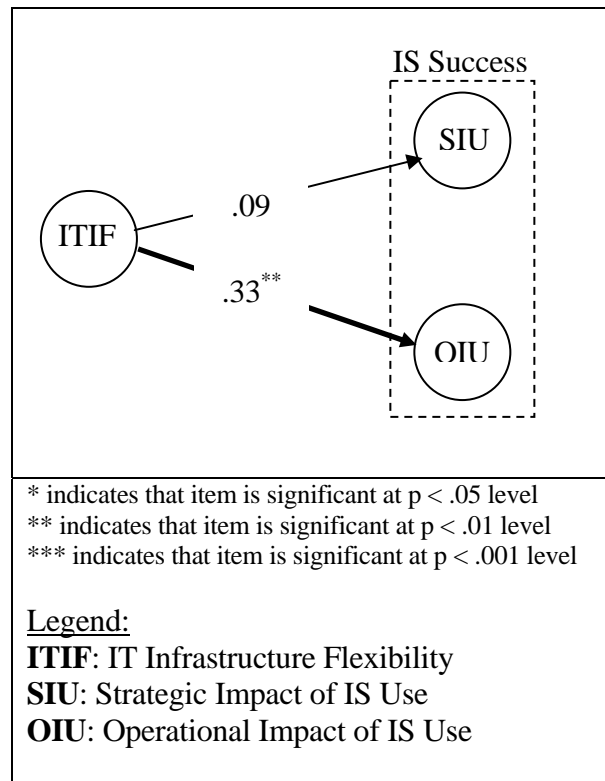 IS Success
SIU
ITIF
.09
.33**
OIU
* indicates that item is significant at p < .05 level
** indicates that item is significant at p < .01 level
*** indicates that item is significant at p < .001 level
Legend:
ITIF: IT Infrastructure Flexibility
SIU: Strategic Impact of IS Use
OIU: Operational Impact of IS Use